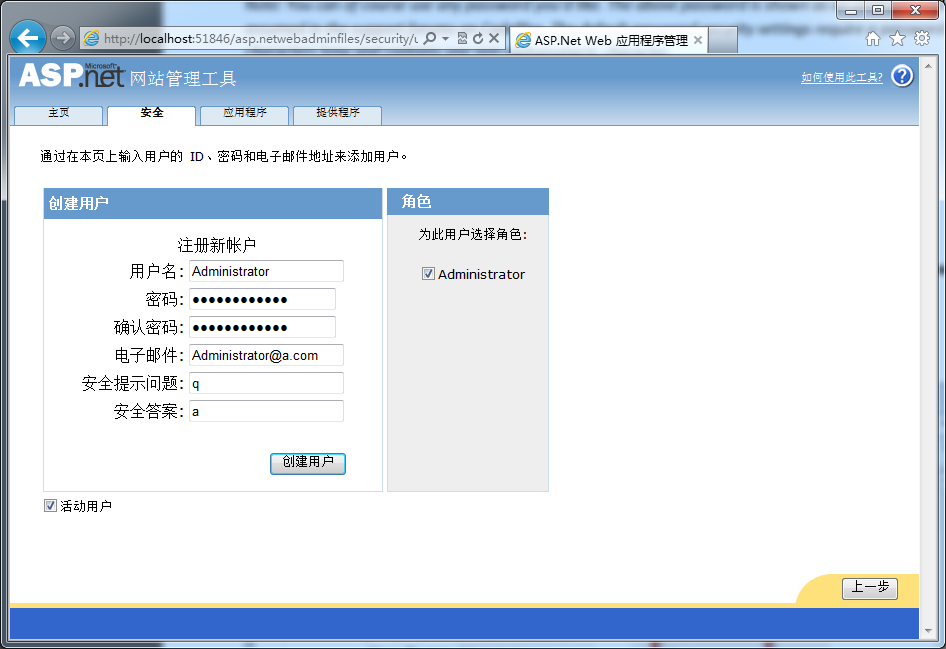 http://localhost:51846/asp.netwebadminfiles/security/u
ASP.Net Web 应用程序管理
Microsoft
ASP.net 网站管理工具
如何使用此工具?
主页
安全
应用程序
提供程序
通过在本页上输入用户的 ID、密码和电子邮件地址来添加用户。
创建用户
角色
注册新帐户
为此用户选择角色:
用户名: Administrator
Administrator
密码: ●●●●●●●●●●●●
确认密码: ●●●●●●●●●●●●
电子邮件: Administrator@a.com
安全提示问题: q
安全答案: a
创建用户
活动用户
上一步